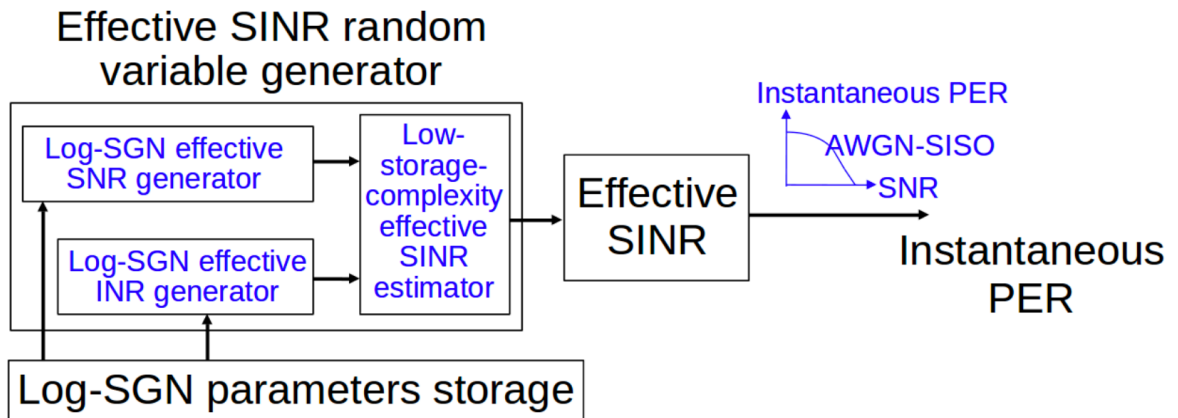 Effective SINR random
variable generator
Log-SGN effective
SNR generator
Low-
storage-
complexity
effective
SINR
estimator
Log-SGN effective
INR generator
Effective
SINR
Instantaneous PER
AWGN-SISO
SNR
Instantaneous
PER
Log-SGN parameters storage